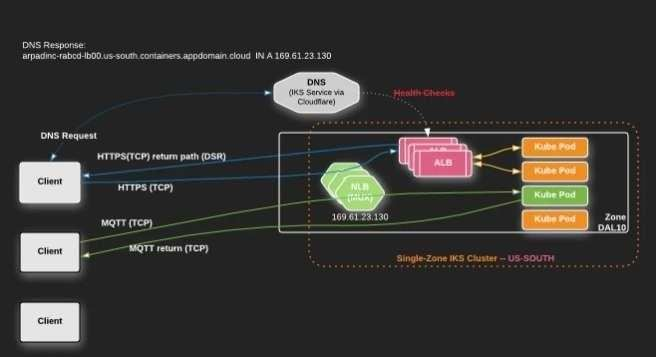 DNS Response:
arpadinc-rabcd-lb00.us-south.containers.appdomain.cloud IN A 169.61.23.130
DNS
(IKS Service via
Cloudflare)
Health Checks
DNS Request
HTTPS(TCP) return path (DSR)
Client
HTTPS (TCP)
ALB
ALB
Kube Pod
Kube Pod
NLB
(MUX)
Kube Pod
169.61.23.130
Kube Pod
Zone
DAL10
MQTT (TCP)
Client
MQTT return (TCP)
Single-Zone IKS Cluster -- US-SOUTH
Client